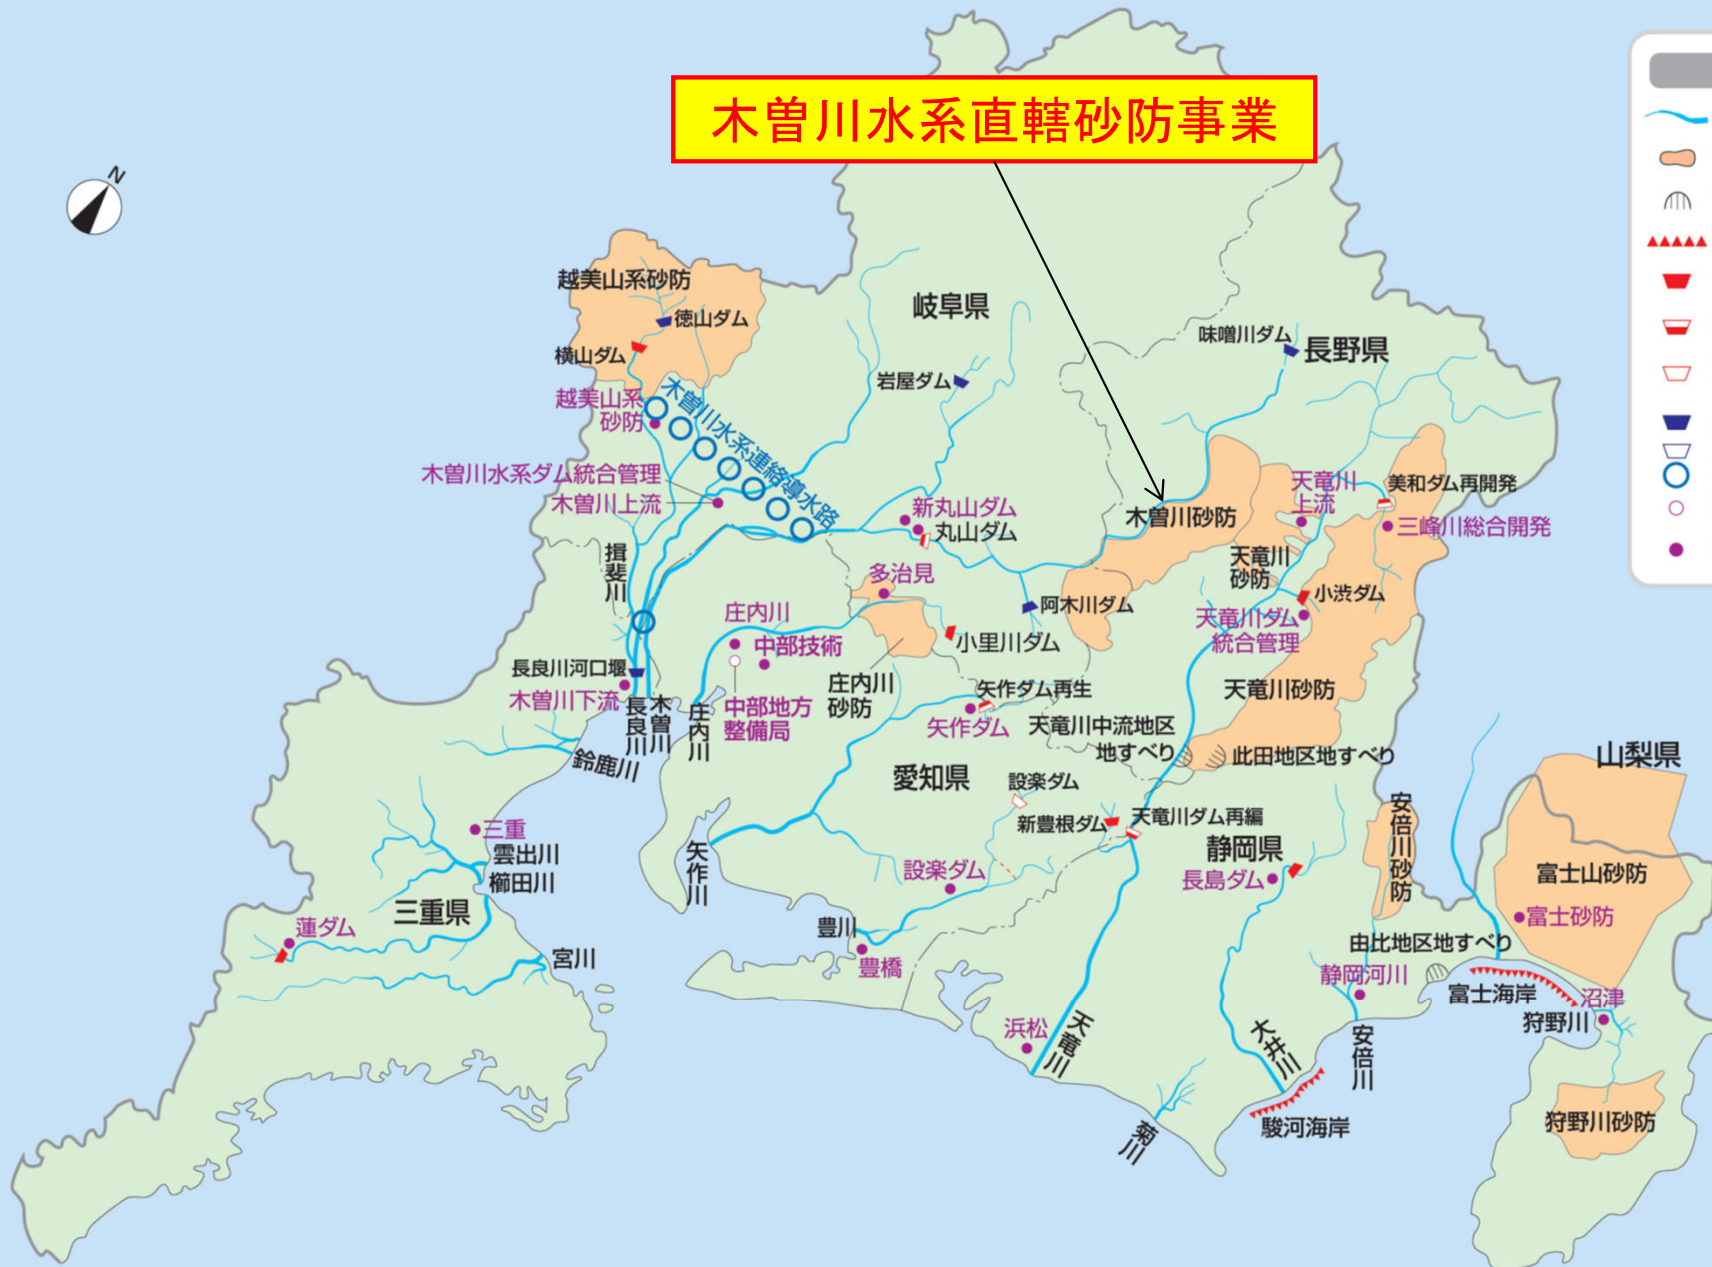 木曽川水系直轄砂防事業
N
越美山系砂防
徳山ダム
横山ダム
越美山系
砂防
木曽川水系連絡導水路
木曽川水系ダム統合管理
木曽川上流
岐阜県
岩屋ダム
味噌川ダム
長野県
新丸山ダム
丸山ダム
木曽川砂防
天竜川
上流
美和ダム再開発
三峰川総合開発
天竜川
砂防
小渋ダム
天竜川ダム
統合管理
天竜川砂防
揖斐川
多治見
阿木川ダム
庄内川
中部技術
小里川ダム
長良川河口堰
木曽川下流
長良川
木曽川
庄内川
中部地方
整備局
庄内川
砂防
矢作ダム再生
矢作ダム
天竜川中流地区
地すべり
此田地区地すべり
鈴鹿川
愛知県
設楽ダム
新豊根ダム
天竜川ダム再編
静岡県
長島ダム
安倍川砂防
山梨県
富士山砂防
富士砂防
三重
雲出川
櫛田川
三重県
蓮ダム
宮川
矢作川
設楽ダム
豊川
豊橋
浜松
天竜川
菊川
大井川
駿河海岸
静岡河川
安倍川
由比地区地すべり
富士海岸
沼津
狩野川
狩野川砂防